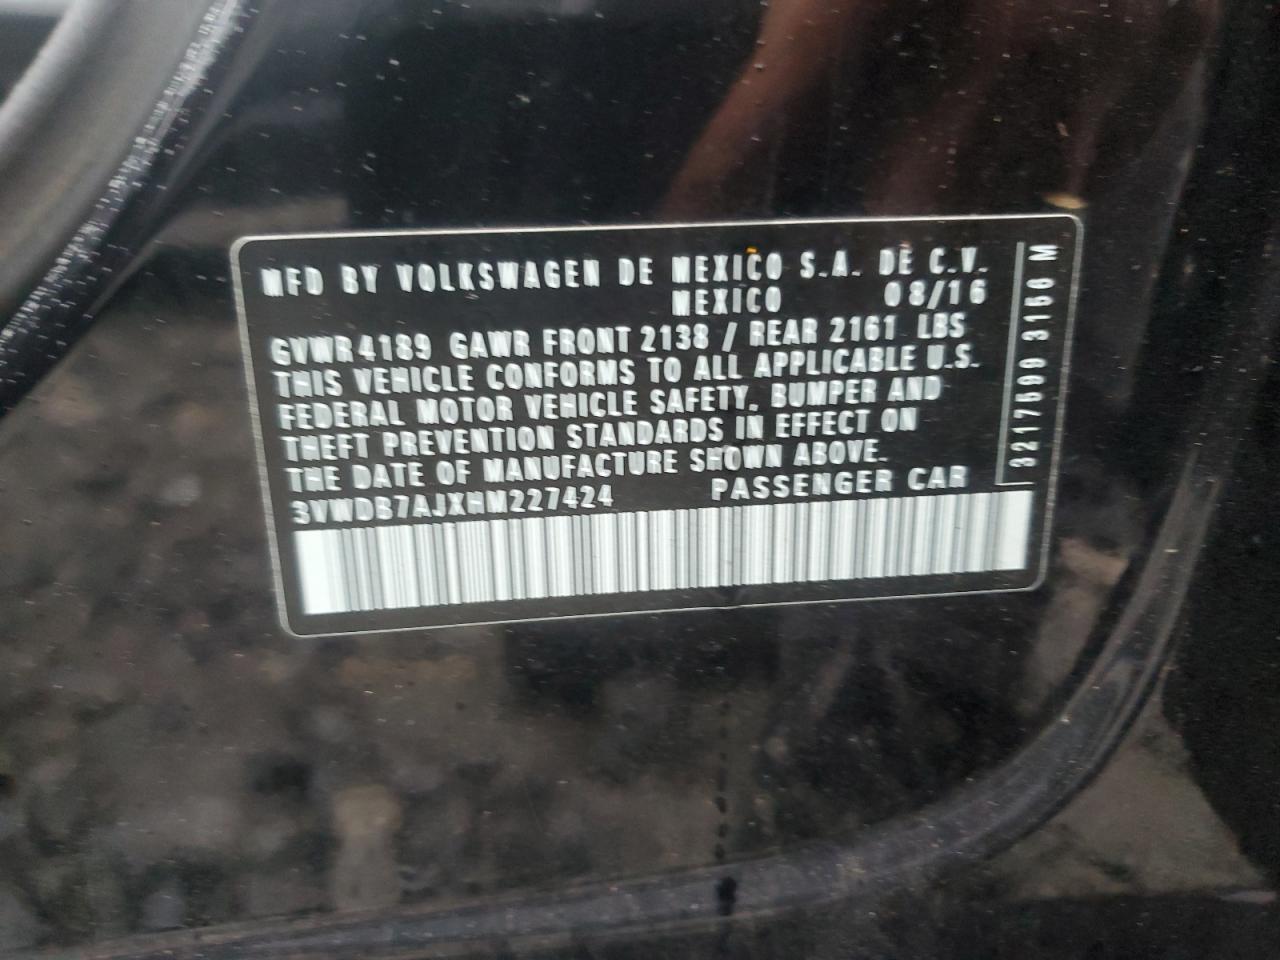 MFD BY VOLKSWAGEN DE MEXICO S.A. DE C.V.
MEXICO 08/16
GVWR 4189 GAWR FRONT 2138 / REAR 2161 LBS
THIS VEHICLE CONFORMS TO ALL APPLICABLE U.S.
FEDERAL MOTOR VEHICLE SAFETY, BUMPER AND
THEFT PREVENTION STANDARDS IN EFFECT ON
THE DATE OF MANUFACTURE SHOWN ABOVE.
3VWDB7AJXHM227424 PASSENGER CAR
3217599 3156 M